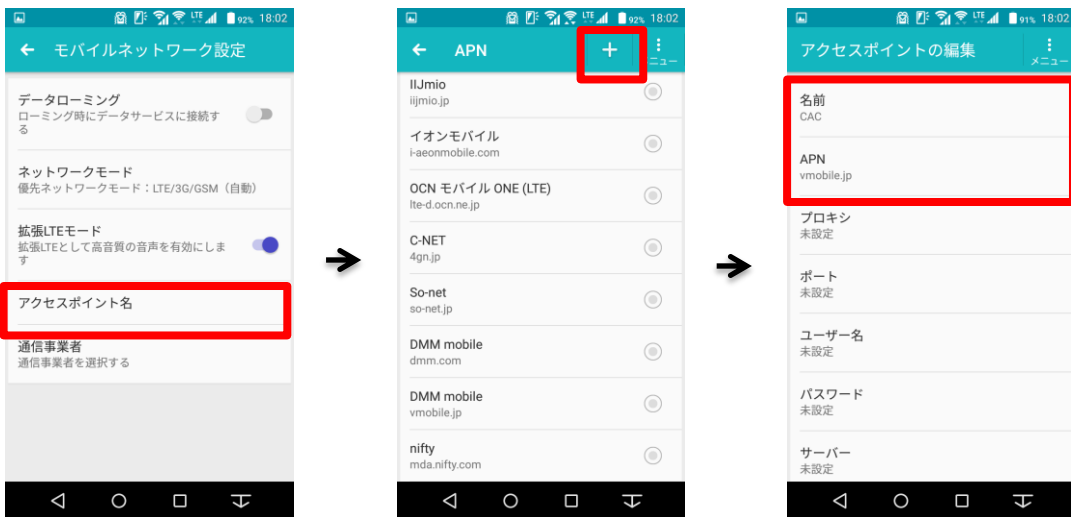 92% 18:02
モバイルネットワーク設定
データローミング
ローミング時にデータサービスに接続す
る
ネットワークモード
優先ネットワークモード：LTE/3G/GSM（自動）
拡張LTEモード
拡張LTEとして高音質の音声を有効にしま
す
アクセスポイント名
通信事業者
通信事業者を選択する
LTE 92% 18:02
APN
+
メニュー
IIJmio
iijmio.jp
イオンモバイル
i-aeonmobile.com
OCN モバイル ONE (LTE)
lte-d.ocn.ne.jp
C-NET
4gn.jp
So-net
so-net.jp
DMM mobile
dmm.com
DMM mobile
vmobile.jp
nifty
mda.nifty.com
LTE 91% 18:02
アクセスポイントの編集
メニュー
名前
CAC
APN
vmobile.jp
プロキシ
未設定
ポート
未設定
ユーザー名
未設定
パスワード
未設定
サーバー
未設定